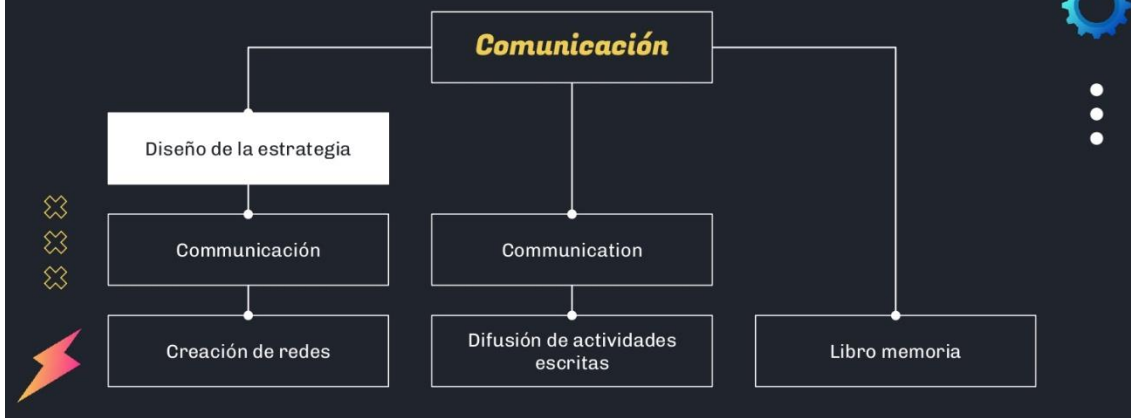 Comunicación
Diseño de la estrategia
Communicación
Communication
Creación de redes
Difusión de actividades
escritas
Libro memoria